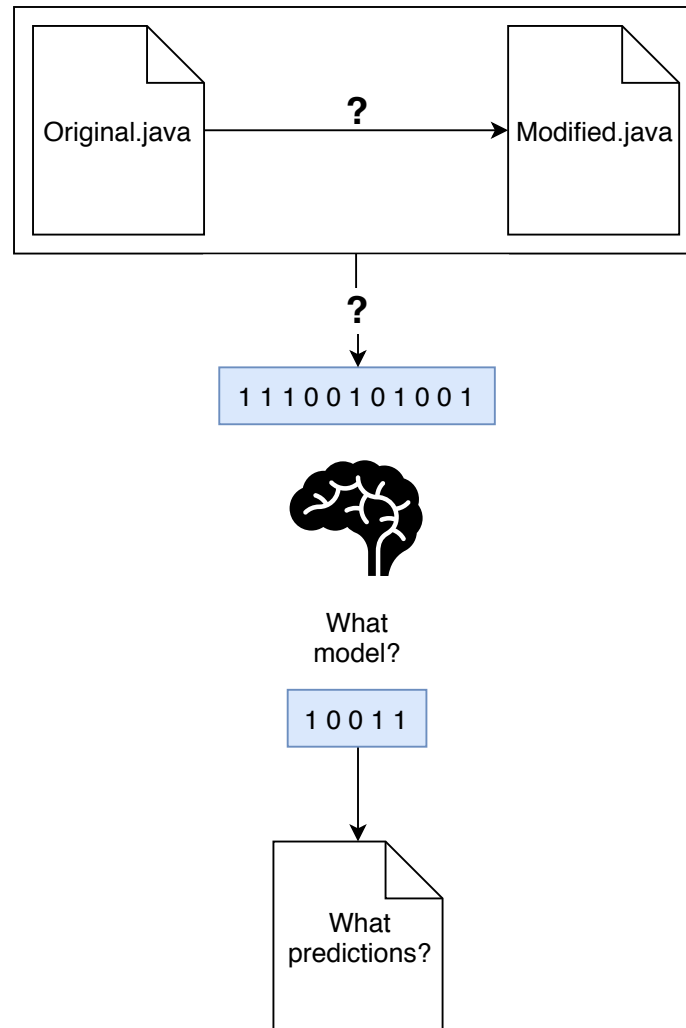 ?
Original.java
Modified.java
?
1 1 1 0 0 1 0 1 0 0 1
What
model?
1 0 0 1 1
What
predictions?